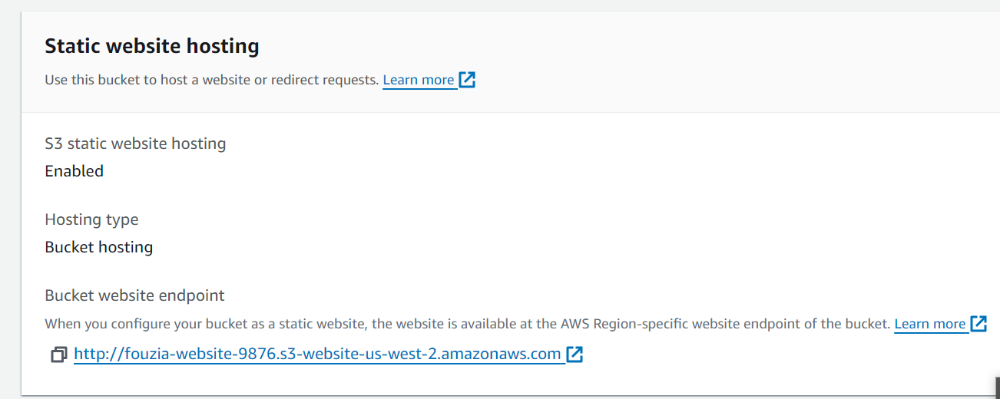 Static website hosting
Use this bucket to host a website or redirect requests. Learn more
S3 static website hosting
Enabled
Hosting type
Bucket hosting
Bucket website endpoint
When you configure your bucket as a static website, the website is available at the AWS Region-specific website endpoint of the bucket. Learn more
http://fouzia-website-9876.s3-website-us-west-2.amazonaws.com